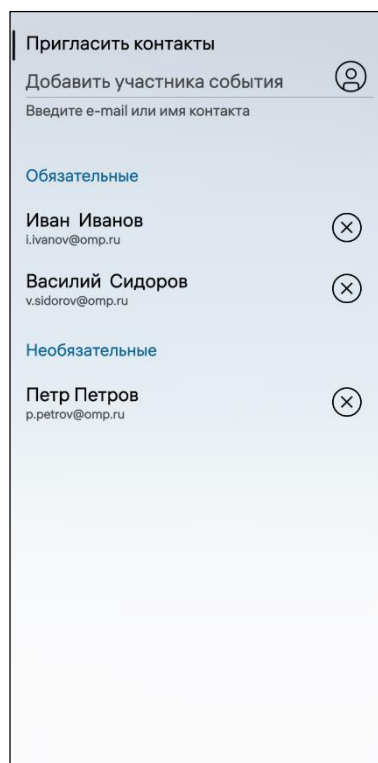 Пригласить контакты
Добавить участника события
Введите e-mail или имя контакта
Обязательные
Иван Иванов
i.ivanov@omp.ru
Василий Сидоров
v.sidorov@omp.ru
Необязательные
Петр Петров
p.petrov@omp.ru